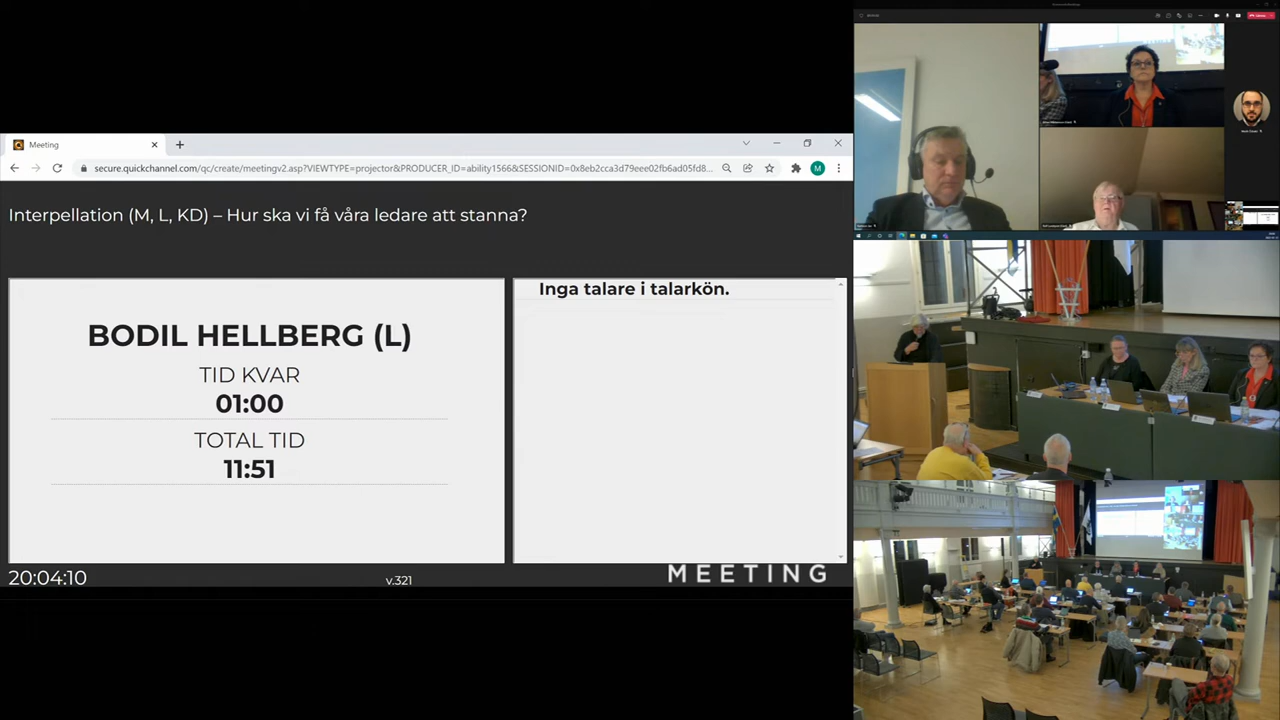 Meeting
secure.quickchannel.com/qc/create/meetingv2.asp?VIEWTYPE=projector&PRODUCER_ID=ability1566&SESSIONID=0x8eb2cca3d79eee02fb6ad05fd8...
M
Interpellation (M, L, KD) – Hur ska vi få våra ledare att stanna?
BODIL HELLBERG (L)
TID KVAR
01:00
TOTAL TID
11:51
Inga talare i talarkön.
20:04:10
v.321
MEETING